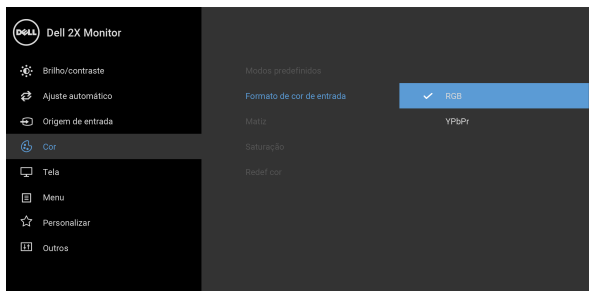 DELL Dell 2X Monitor
Brilho/contraste
Modos predefinidos
Ajuste automático
Formato de cor de entrada
RGB
Origem de entrada
Matiz
YPbPr
Cor
Saturação
Tela
Redef cor
Menu
Personalizar
Outros